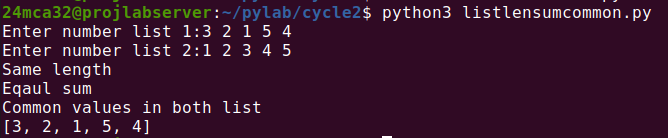 24mca32@projlabserver:~/pylab/cycle2$ python3 listlensumcommon.py
Enter number list 1:3 2 1 5 4
Enter number list 2:1 2 3 4 5
Same length
Eqaul sum
Common values in both list
[3, 2, 1, 5, 4]